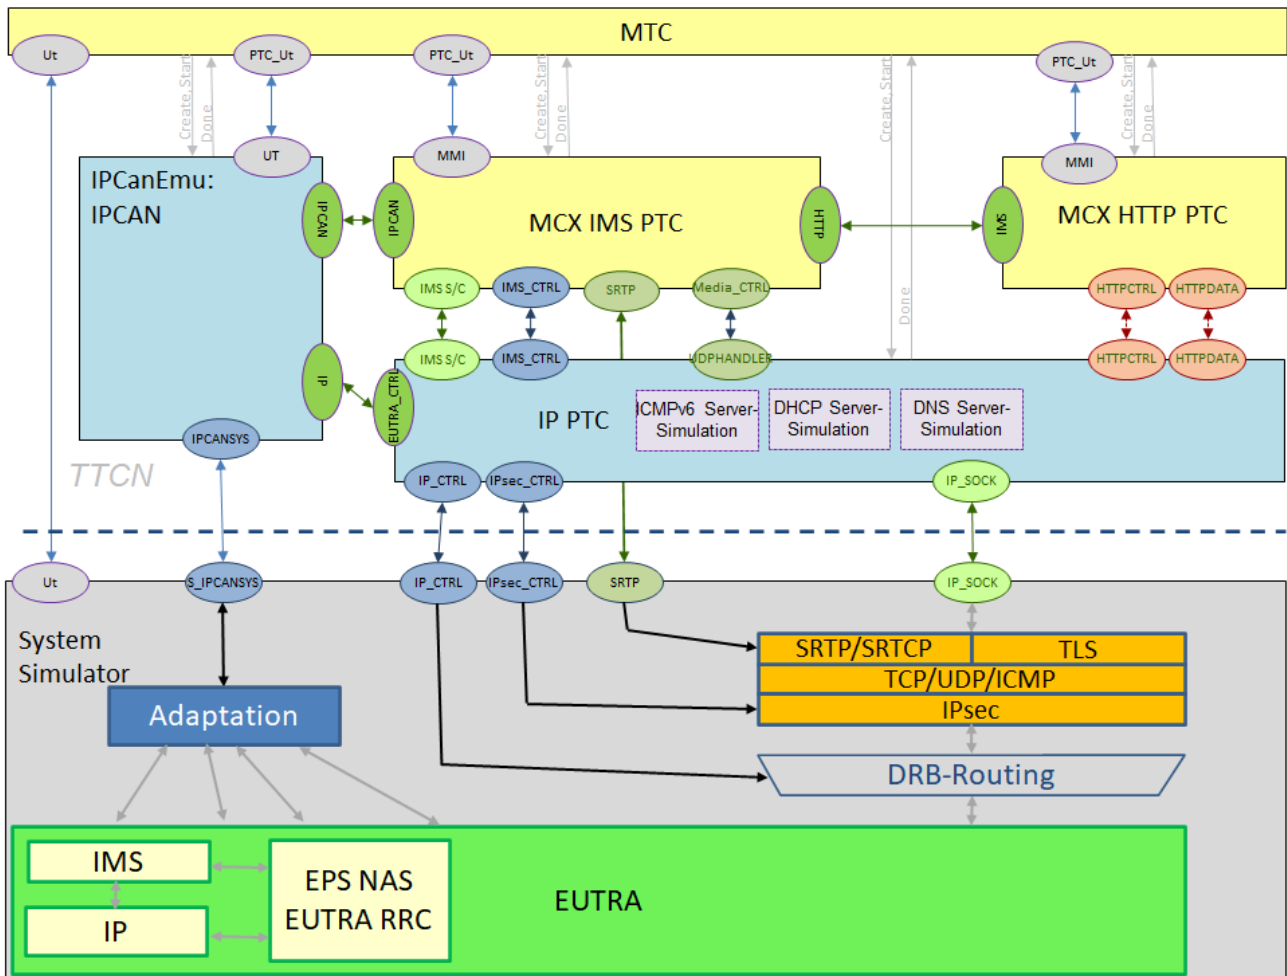 MTC
Ut
PTC_Ut
PTC_Ut
PTC_Ut
Create, Start
Done
Create, Start
Done
Create, Start
Done
Create, Start
Done
UT
MMI
MMI
IPCanEmu:
IPCAN
IPCAN
IPCAN
MCX IMS PTC
HTTP
SMI
MCX HTTP PTC
IMS S/C
IMS_CTRL
SRTP
Media_CTRL
HTTPCTRL
HTTPDATA
IMS S/C
IMS_CTRL
UDPHANDLER
HTTPCTRL
HTTPDATA
IP
EUTRA_CTRL
IP PTC
ICMPv6 Server-
Simulation
DHCP Server-
Simulation
DNS Server-
Simulation
IPCANSYS
TTCN
IP_CTRL
IPsec_CTRL
IP_SOCK
Ut
S_IPCANSYS
IP_CTRL
IPsec_CTRL
SRTP
IP_SOCK
System
Simulator
SRTP/SRTCP
TLS
TCP/UDP/ICMP
IPsec
Adaptation
DRB-Routing
IMS
IP
EPS NAS
EUTRA RRC
EUTRA